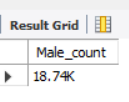 Result Grid
Male_count
18.74K